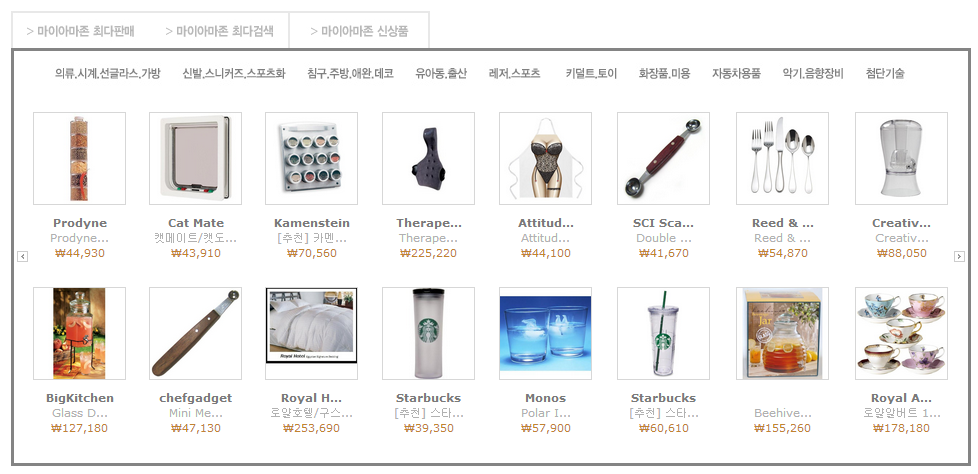 > 마이아마존 최다판매 > 마이아마존 최다검색 > 마이아마존 신상품
의류,시계,선글라스,가방 신발,스니커즈,스포츠화 침구,주방,애완,데코 유아동,출산 레저,스포츠 키덜트,토이 화장품,미용 자동차용품 악기,음향장비 첨단기술
Prodyne Cat Mate Kamenstein Therape... Attitud... SCI Sca... Reed & ... Creativ...
Prodyne...캣메이트/캣도... [추천] 카멘... Therape... Attitud... Double ... Reed & ... Creativ...
₩44,930 ₩43,910 ₩70,560 ₩225,220 ₩44,100 ₩41,670 ₩54,870 ₩88,050
Royal Hotel
Jar
BigKitchen chefgadget Royal H... Starbucks Monos Starbucks Royal A...
Glass D... Mini Me... 로얄호텔/구스... [추천] 스타... Polar I... [추천] 스타... Beehive... 로얄알버트 1...
₩127,180 ₩47,130 ₩253,690 ₩39,350 ₩57,900 ₩60,610 ₩155,260 ₩178,180